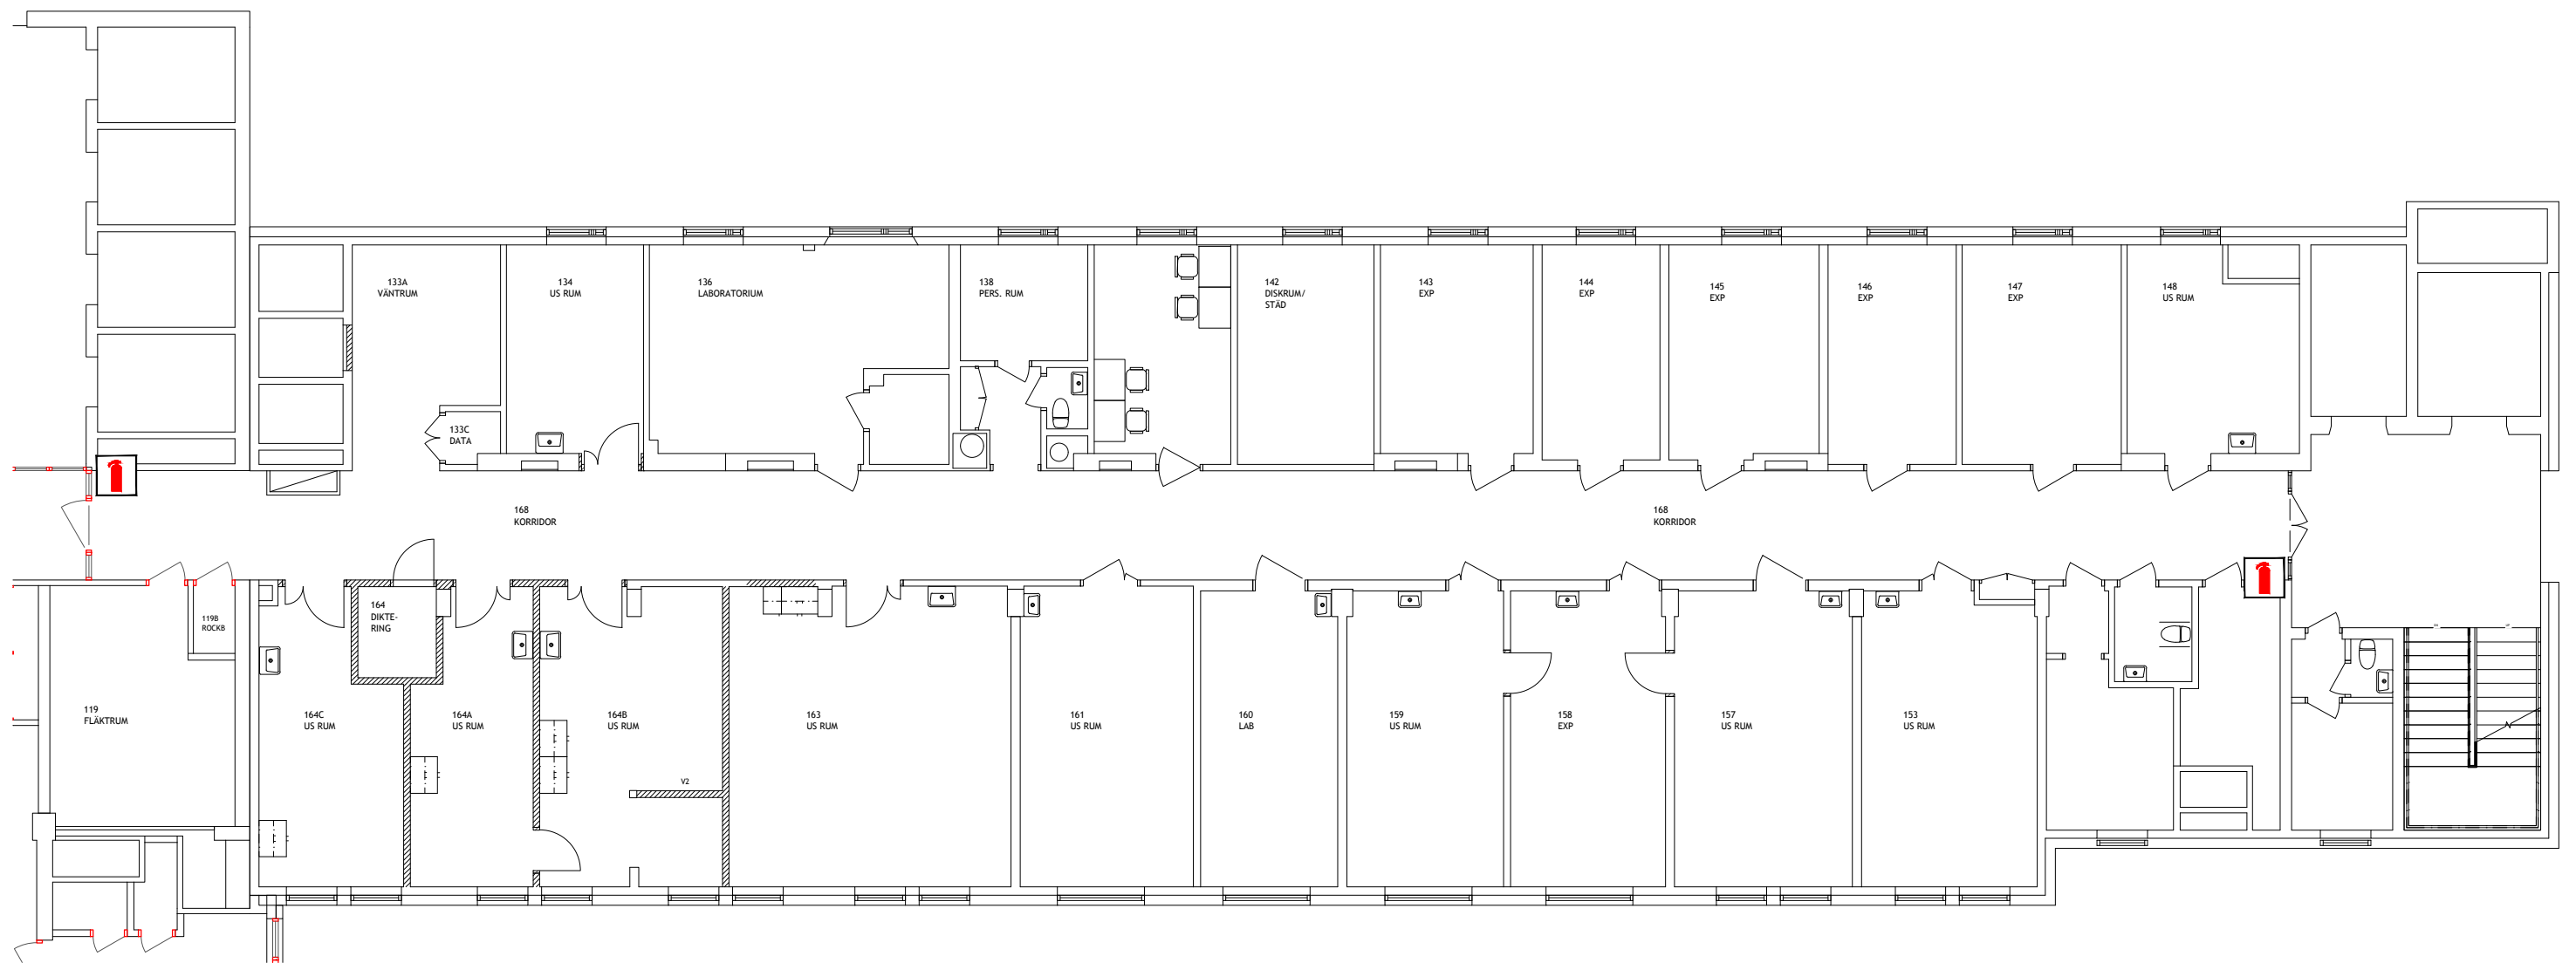 133A
VÄNTRUM
134
US RUM
136
LABORATORIUM
138
PERS. RUM
142
DISKRUM/
STÄD
143
EXP
144
EXP
145
EXP
146
EXP
147
EXP
148
US RUM
133C
DATA
168
KORRIDOR
168
KORRIDOR
164
DIKTE-
RING
119B
ROCKB
119
FLÄKTRUM
164C
US RUM
164A
US RUM
164B
US RUM
163
US RUM
161
US RUM
160
LAB
159
US RUM
158
EXP
157
US RUM
153
US RUM
V2